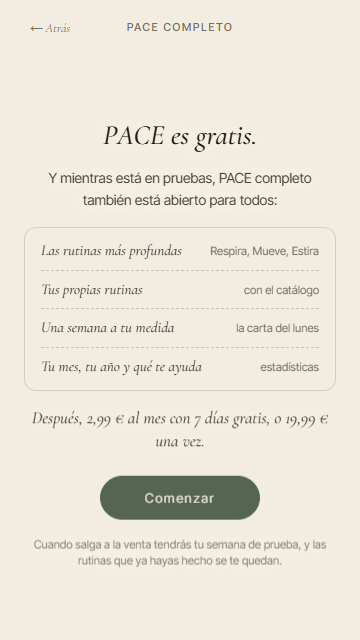 ← Atrás
PACE COMPLETO
PACE es gratis.
Y mientras está en pruebas, PACE completo
también está abierto para todos:
Las rutinas más profundas Respira, Mueve, Estira
Tus propias rutinas con el catálogo
Una semana a tu medida la carta del lunes
Tu mes, tu año y qué te ayuda estadísticas
Después, 2,99 € al mes con 7 días gratis, o 19,99 €
una vez.
Comenzar
Cuando salga a la venta tendrás tu semana de prueba, y las
rutinas que ya hayas hecho se te quedan.